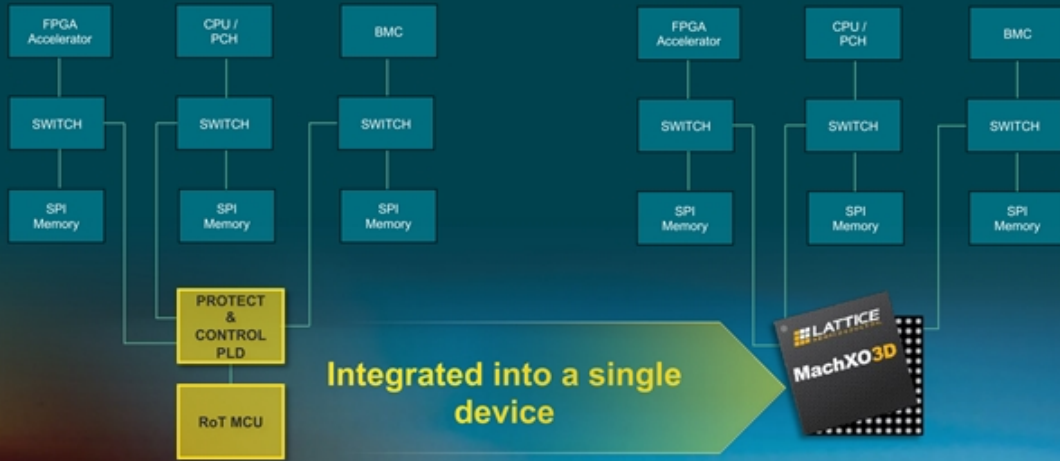 FPGA
Accelerator
CPU /
PCH
BMC
FPGA
Accelerator
CPU /
PCH
BMC
SWITCH
SWITCH
SWITCH
SWITCH
SWITCH
SWITCH
SPI
Memory
SPI
Memory
SPI
Memory
SPI
Memory
SPI
Memory
SPI
Memory
PROTECT
&
CONTROL
PLD
RoT MCU
Integrated into a single
device
LATTICE
SEMICONDUCTOR
MachXO3D